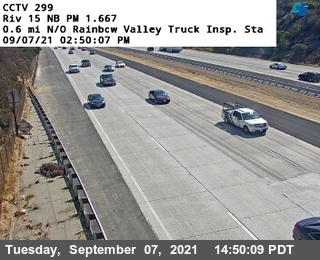 CCTV 299
Riv 15 NB PM 1.667
0.6 mi N/O Rainbcw Valley Truck Insp. Sta
09/07/21 02:50:07 PM
Tuesday, September 07, 2021 14:50:09 PDT